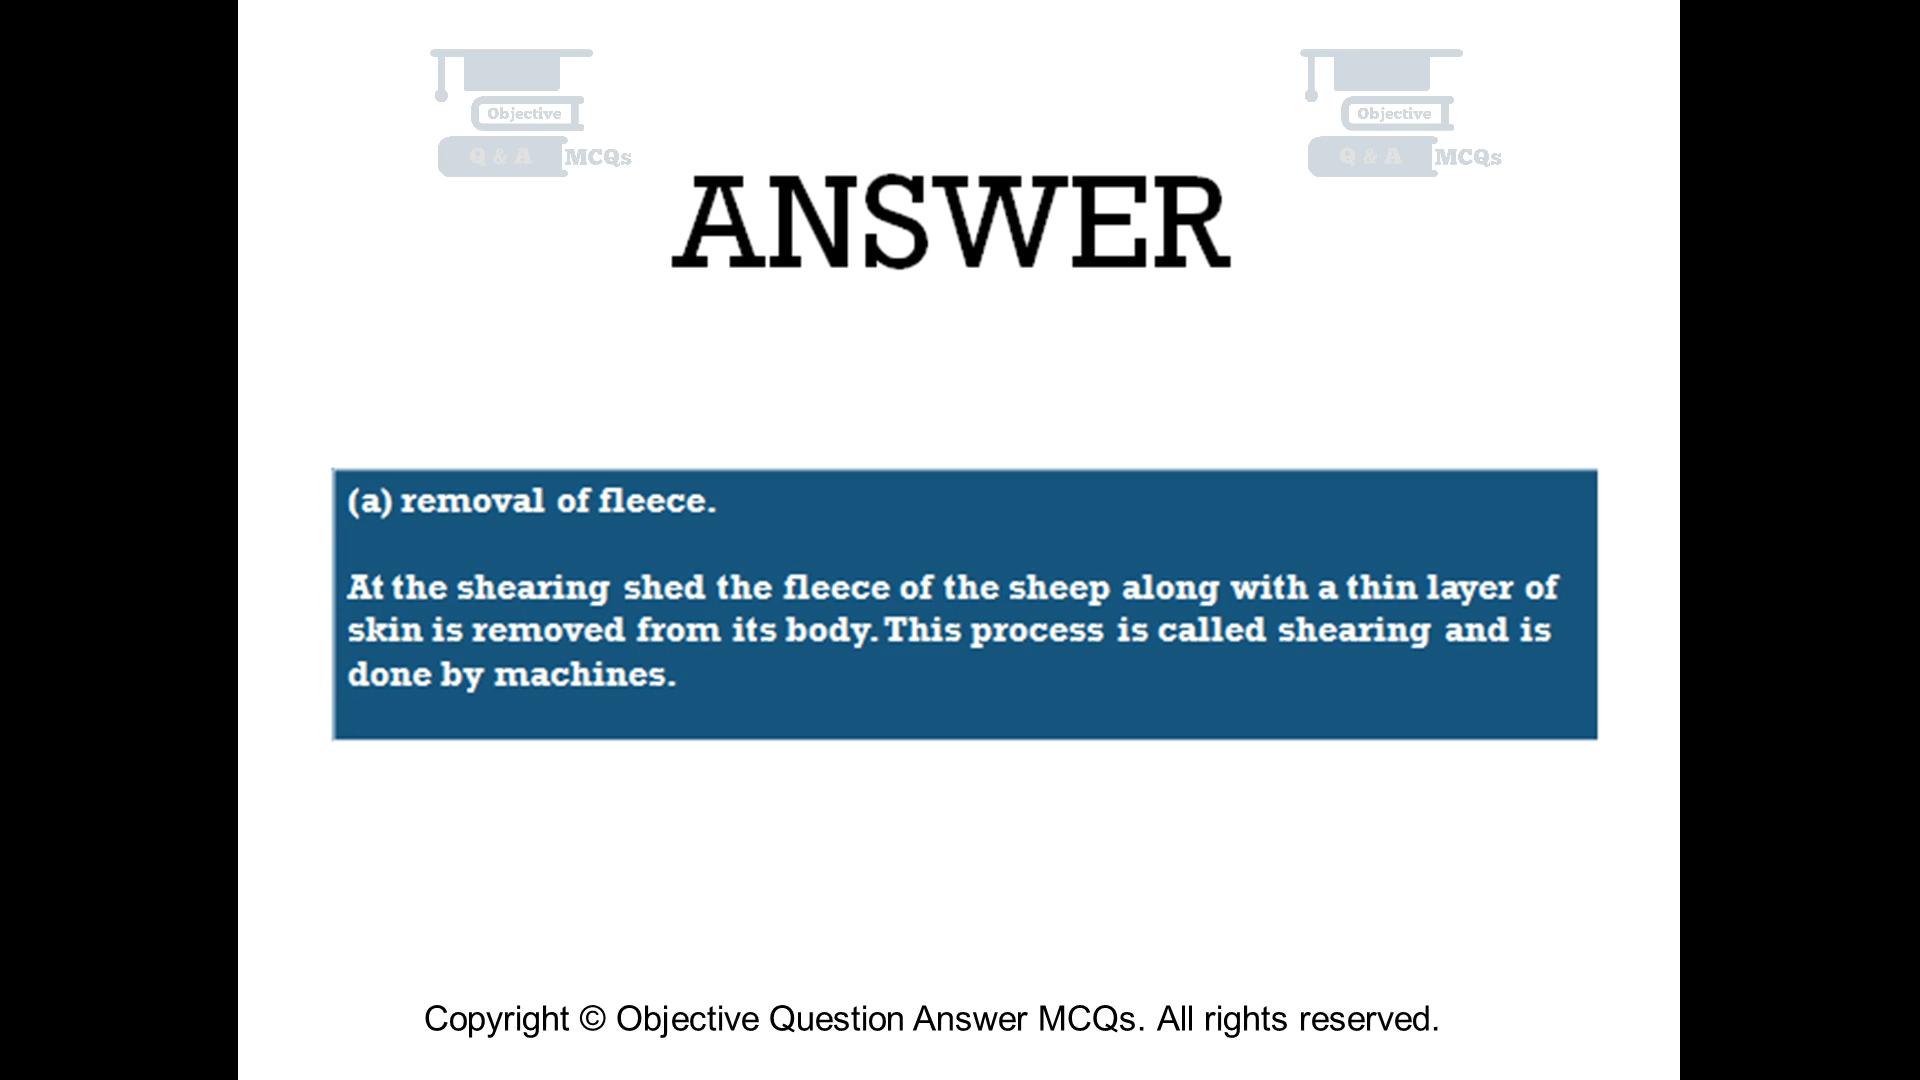 Objective
Q & A MCQs
Objective
Q & A MCQs
ANSWER
(a) removal of fleece.
At the shearing shed the fleece of the sheep along with a thin layer of
skin is removed from its body. This process is called shearing and is
done by machines.
Copyright © Objective Question Answer MCQs. All rights reserved.